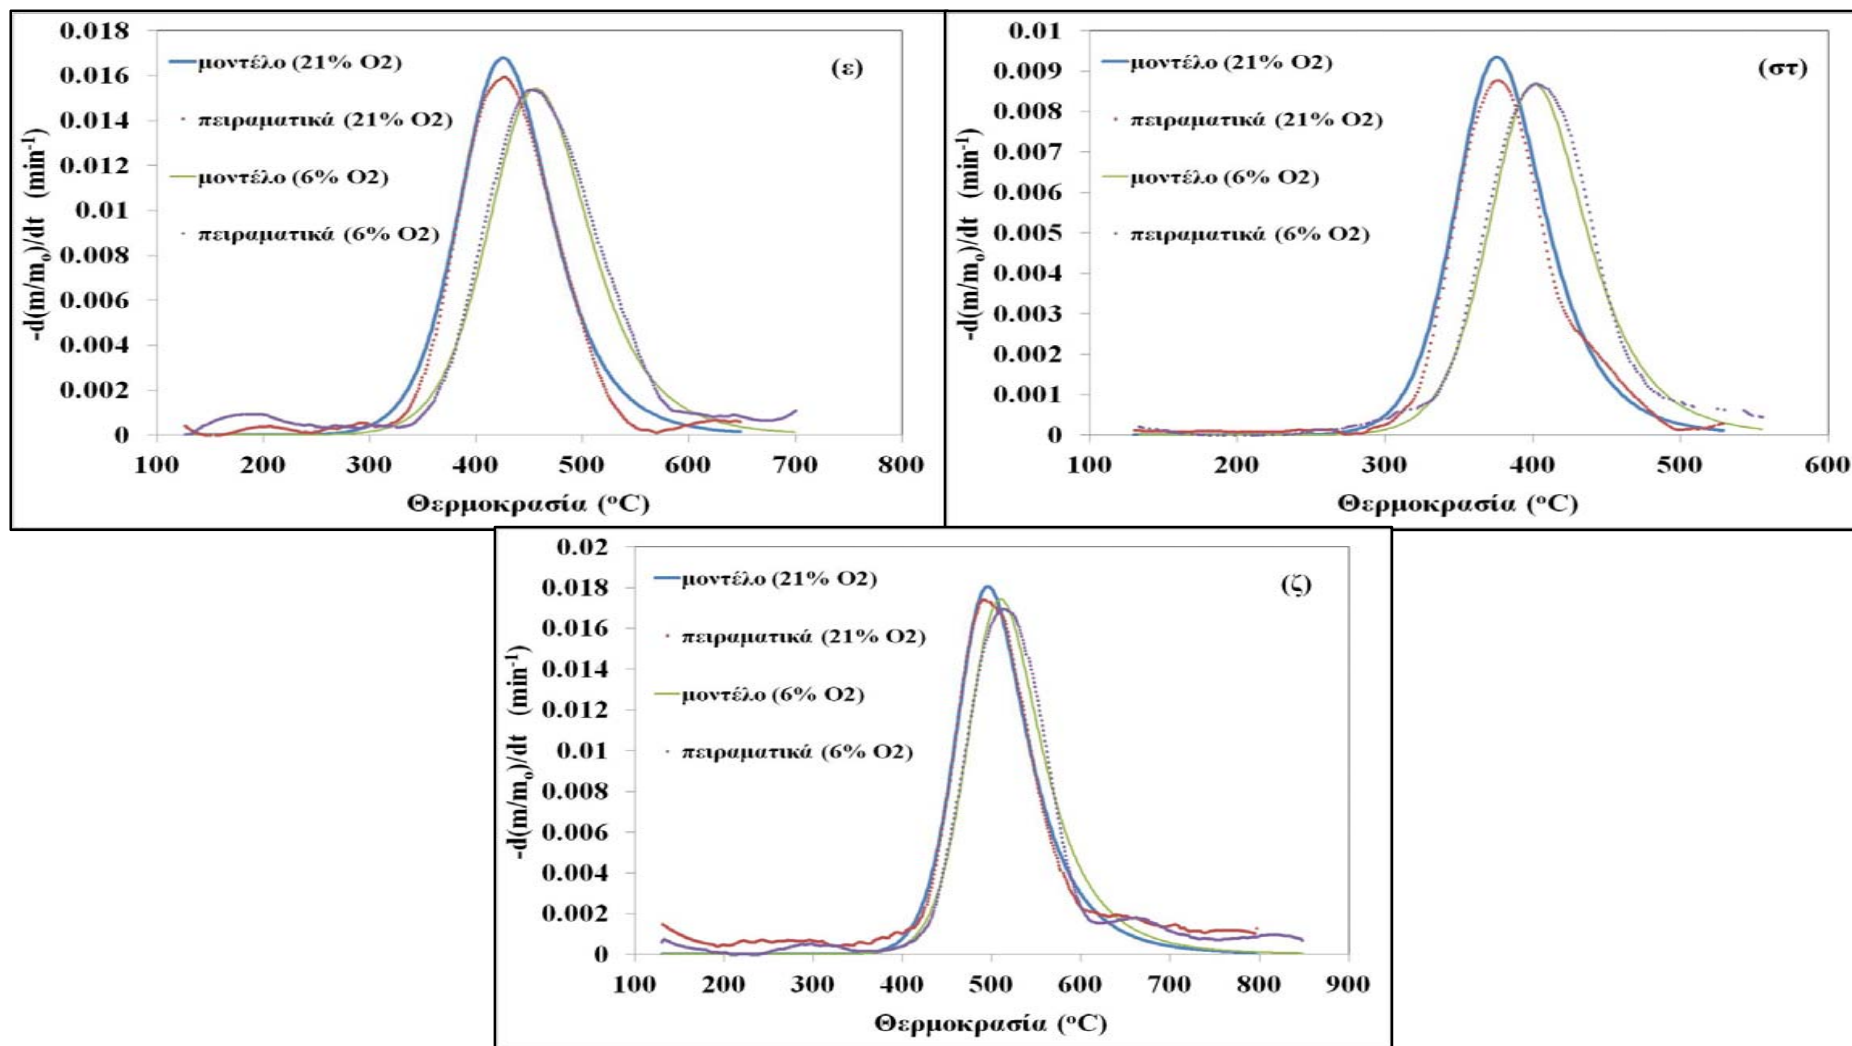 (ε)
μοντέλο (21% O2)
πειραματικά (21% O2)
μοντέλο (6% O2)
πειραματικά (6% O2)
-d(m/mo)/dt (min-1)
0.018
0.016
0.014
0.012
0.01
0.008
0.006
0.004
0.002
0
100 200 300 400 500 600 700 800
Θερμοκρασία (oC)
(στ)
μοντέλο (21% O2)
πειραματικά (21% O2)
μοντέλο (6% O2)
πειραματικά (6% O2)
-d(m/mo)/dt (min-1)
0.01
0.009
0.008
0.007
0.006
0.005
0.004
0.003
0.002
0.001
0
100 200 300 400 500 600
Θερμοκρασία (oC)
(ζ)
μοντέλο (21% O2)
πειραματικά (21% O2)
μοντέλο (6% O2)
πειραματικά (6% O2)
-d(m/mo)/dt (min-1)
0.02
0.018
0.016
0.014
0.012
0.01
0.008
0.006
0.004
0.002
0
100 200 300 400 500 600 700 800 900
Θερμοκρασία (oC)